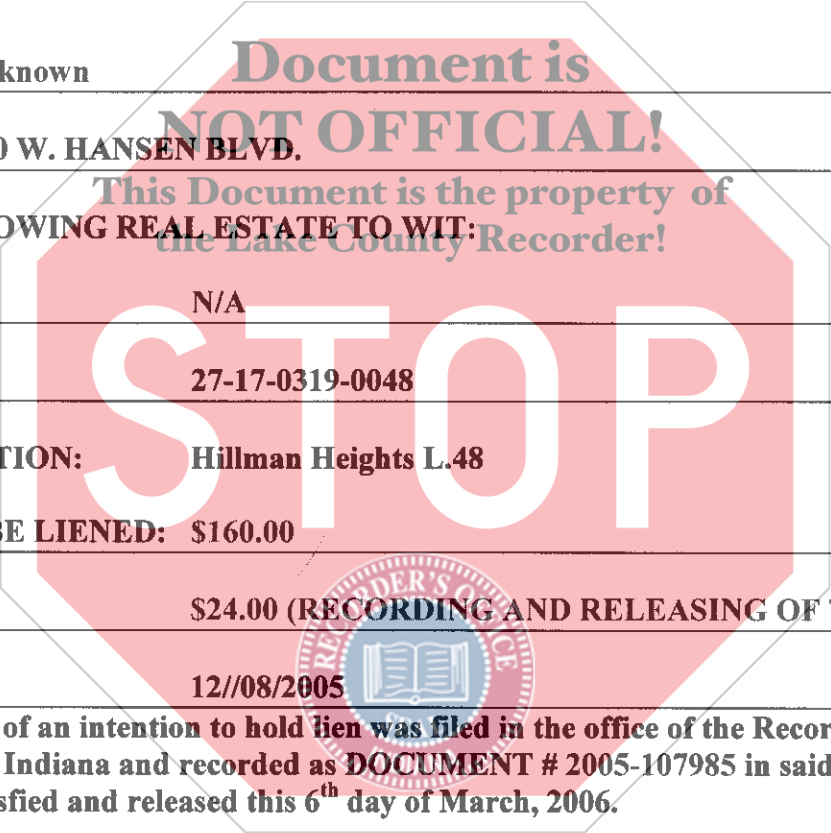 known
Document is
NOT OFFICIAL!
0 W. HANSEN BLVD.
This Document is the property of
the Lake County Recorder!
OWING REAL ESTATE TO WIT:
N/A
STOP
27-17-0319-0048
TION: Hillman Heights L.48
BE LIENED: $160.00
RECORDER'S OFFICE
$24.00 (RECORDING AND RELEASING OF
12//08/2005
of an intention to hold lien was filed in the office of the Recor
Indiana and recorded as DOCUMENT # 2005-107985 in said
sfied and released this 6th day of March, 2006.